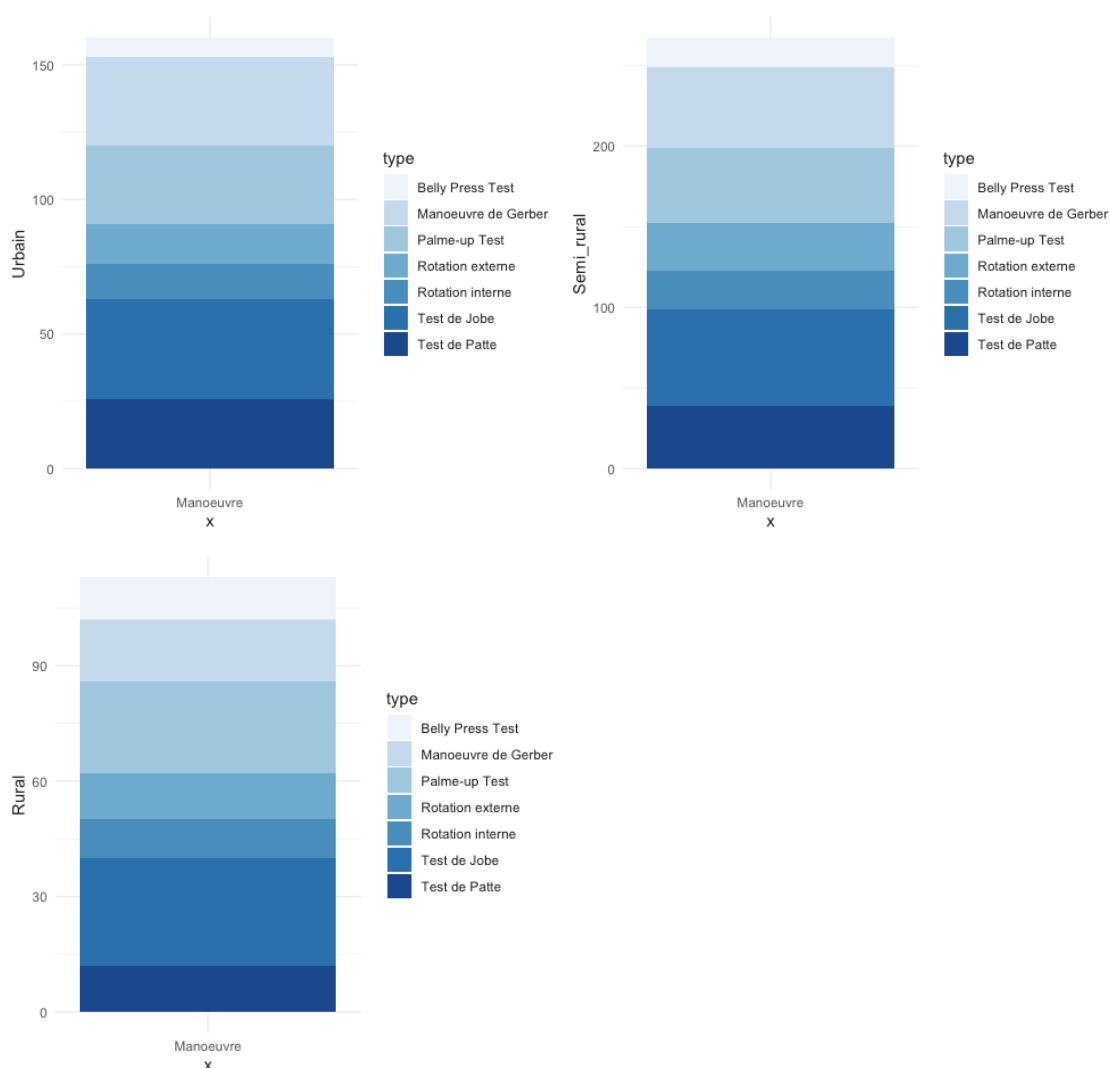 Urbain
150
100
50
0
Manoeuvre
x
type
Belly Press Test
Manoeuvre de Gerber
Palme-up Test
Rotation externe
Rotation interne
Test de Jobe
Test de Patte
Semi_rural
200
100
0
Manoeuvre
x
type
Belly Press Test
Manoeuvre de Gerber
Palme-up Test
Rotation externe
Rotation interne
Test de Jobe
Test de Patte
Rural
90
60
30
0
Manoeuvre
x
type
Belly Press Test
Manoeuvre de Gerber
Palme-up Test
Rotation externe
Rotation interne
Test de Jobe
Test de Patte